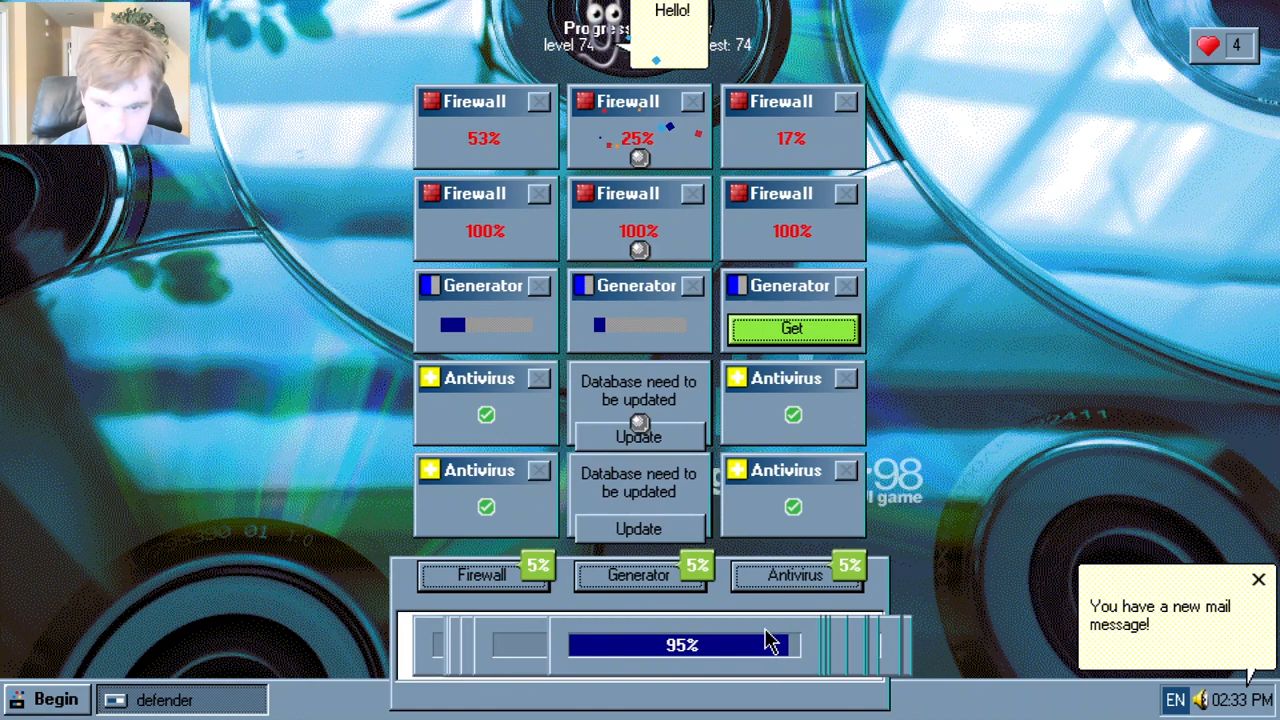 Hello!
level 74
est: 74
4
Firewall
Firewall
Firewall
53%
25%
17%
Firewall
Firewall
Firewall
100%
100%
100%
Generator
Generator
Generator
Get
Antivirus
Database need to
be updated
Update
Antivirus
Antivirus
Database need to
be updated
Update
Antivirus
98
game
Firewall
5%
Generator
5%
Antivirus
5%
95%
You have a new mail
message!
Begin
defender
EN
02:33 PM